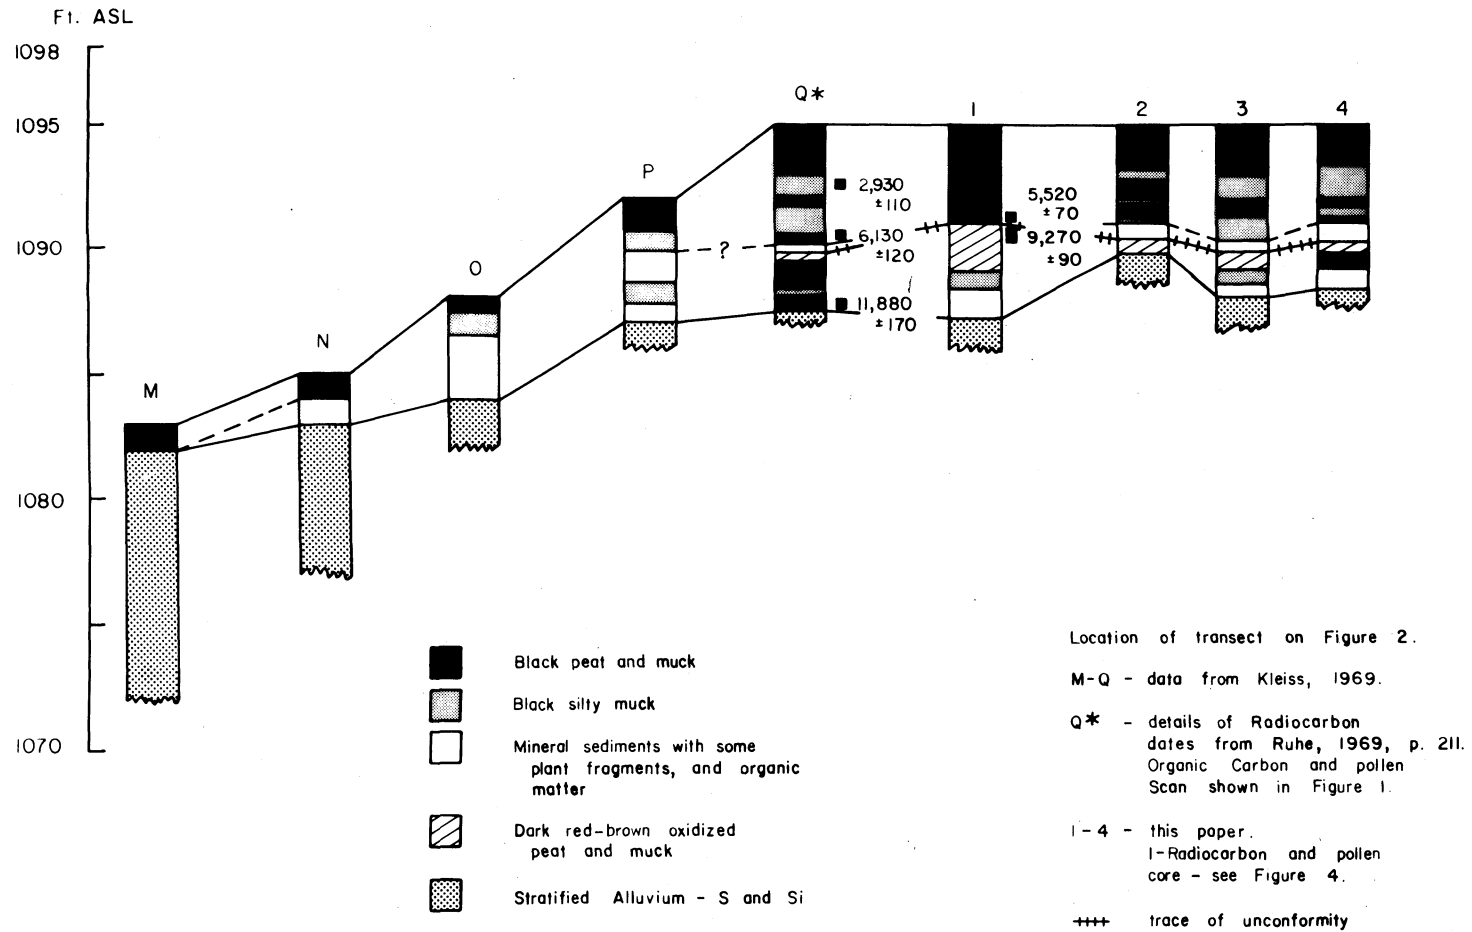 Ft. ASL
1098
1095
1090
1080
1070
M
N
O
P
Q*
1
2
3
4
?
2,930
±110
6,130
±120
11,880
±170
5,520
±70
9,270
±90
Black peat and muck
Black silty muck
Mineral sediments with some
plant fragments, and organic
matter
Dark red-brown oxidized
peat and muck
Stratified Alluvium - S and Si
Location of transect on Figure 2.
M-Q - data from Kleiss, 1969.
Q* - details of Radiocarbon
dates from Ruhe, 1969, p. 211.
Organic Carbon and pollen
Scan shown in Figure 1.
1-4 - this paper.
1-Radiocarbon and pollen
core - see Figure 4.
trace of unconformity